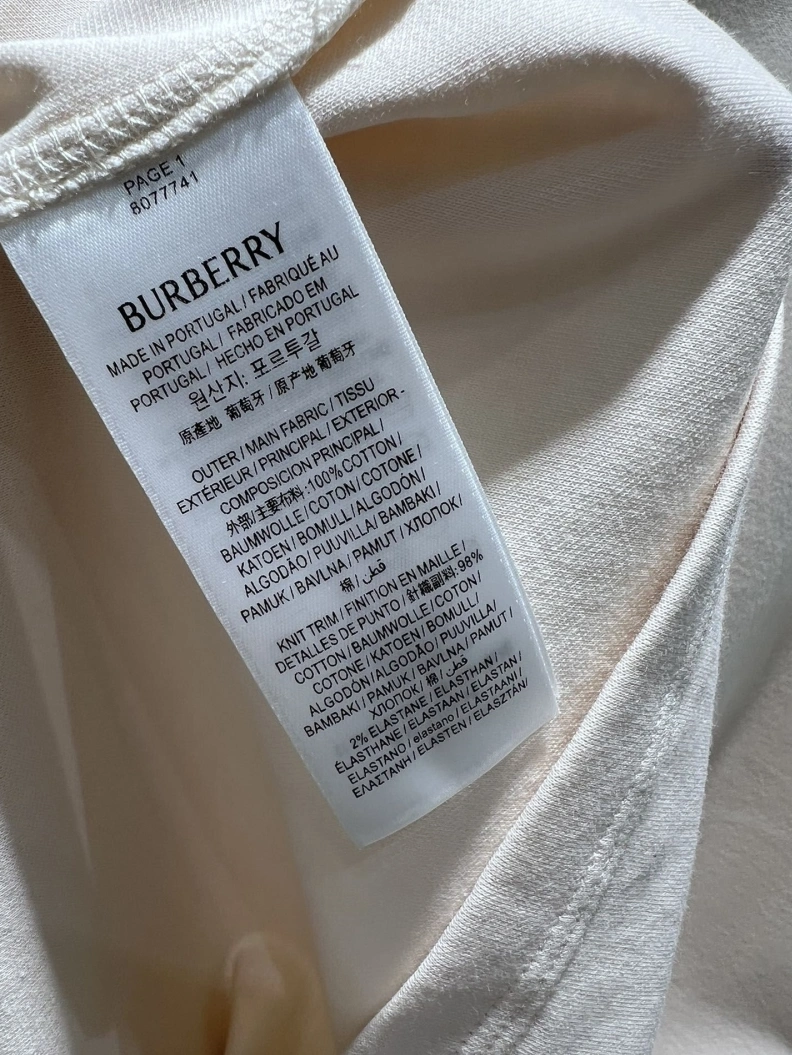 PAGE 1
8077741
BURBERRY
MADE IN PORTUGAL / FABRIQUÉ AU
PORTUGAL / FABRICADO EM
PORTUGAL / HECHO EN PORTUGAL
원산지: 포르투갈
原產地 葡萄牙 / 原产地 葡萄牙
OUTER / MAIN FABRIC / TISSU
EXTÉRIEUR / PRINCIPAL / EXTERIOR -
COMPOSICION PRINCIPAL /
外部/主要布料: 100% COTTON /
BAUMWOLLE / COTON / COTONE /
KATOEN / BOMULL / ALGODÓN /
ALGODÃO / PUUVILLA / BAMBAKI /
PAMUK / BAVLNA / PAMUT / ХЛОПОК /
棉 / قطن
KNIT TRIM / FINITION EN MAILLE /
DETALLES DE PUNTO / 針織副料: 98%
COTTON / BAUMWOLLE / COTON /
COTONE / KATOEN / BOMULL /
ALGODÓN / ALGODÃO / PUUVILLA /
BAMBAKI / PAMUK / BAVLNA / PAMUT /
ХЛОПОК / 棉 / قطن
2% ELASTANE / ELASTHAN /
ÉLASTHANE / ELASTAAN / ELASTAN /
ELASTANO / elastano / ELASTAANI /
ΕΛΑΣΤΑΝΗ / ELASTEN / ELASZTÁN /